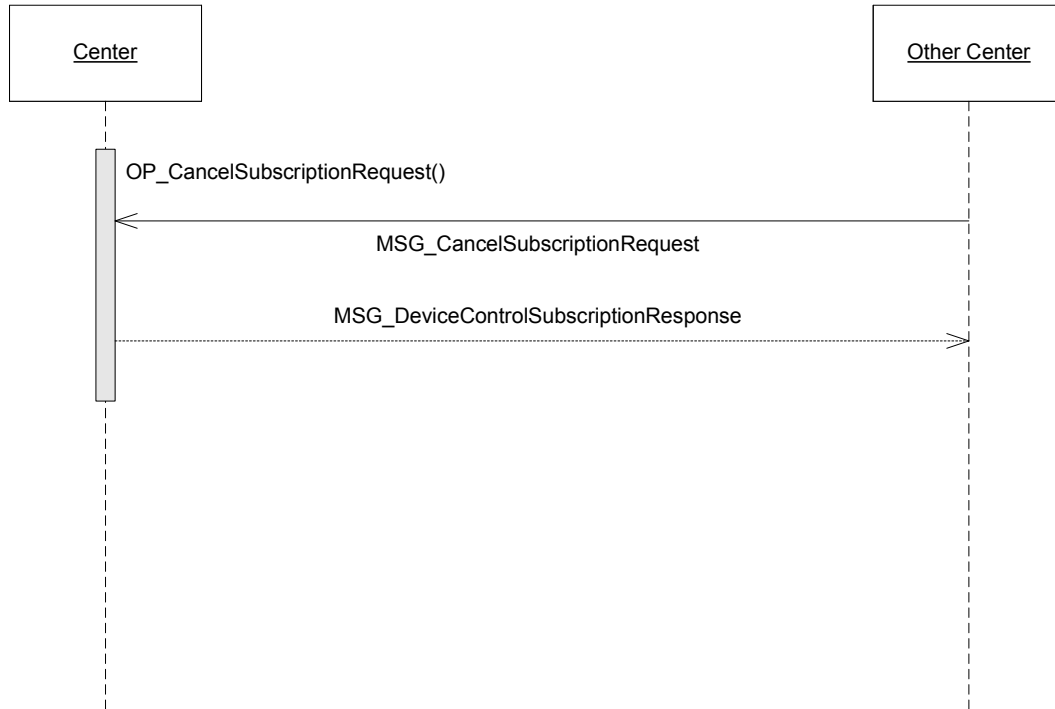 Center
Other Center
OP_CancelSubscriptionRequest()
MSG_CancelSubscriptionRequest
MSG_DeviceControlSubscriptionResponse